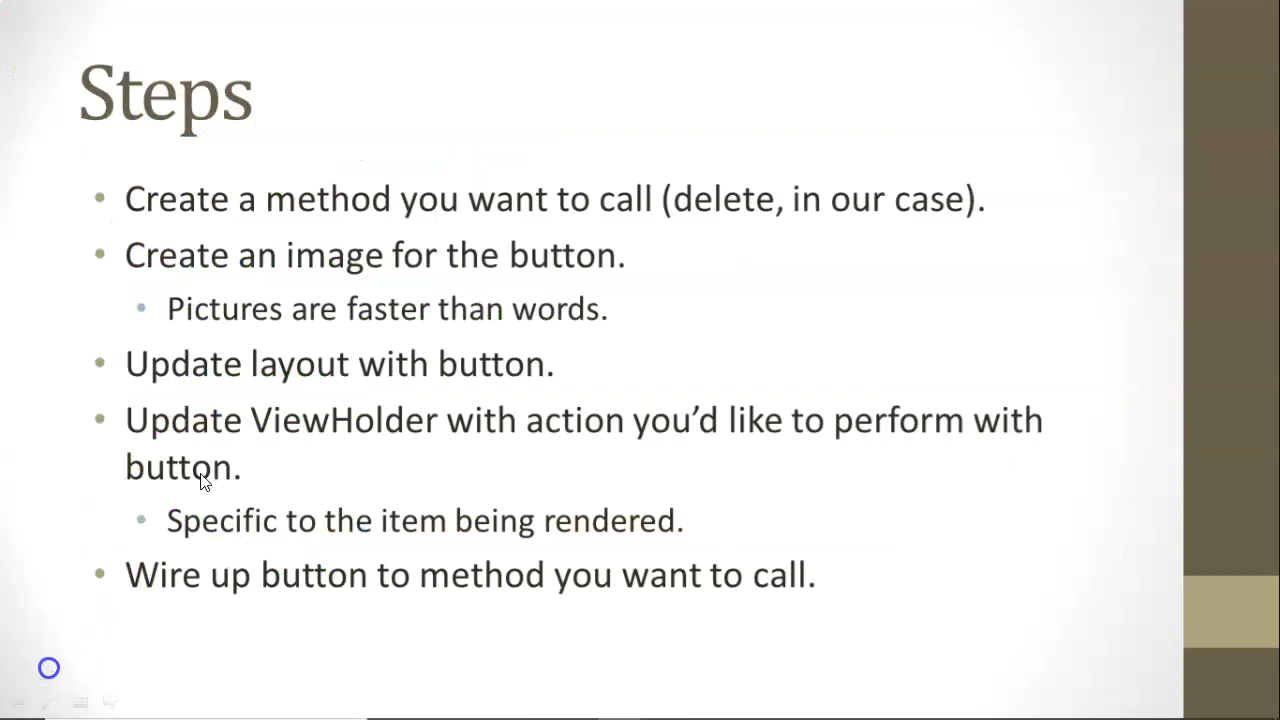 Steps
• Create a method you want to call (delete, in our case).
• Create an image for the button.
• Pictures are faster than words.
• Update layout with button.
• Update ViewHolder with action you’d like to perform with
button.
• Specific to the item being rendered.
• Wire up button to method you want to call.